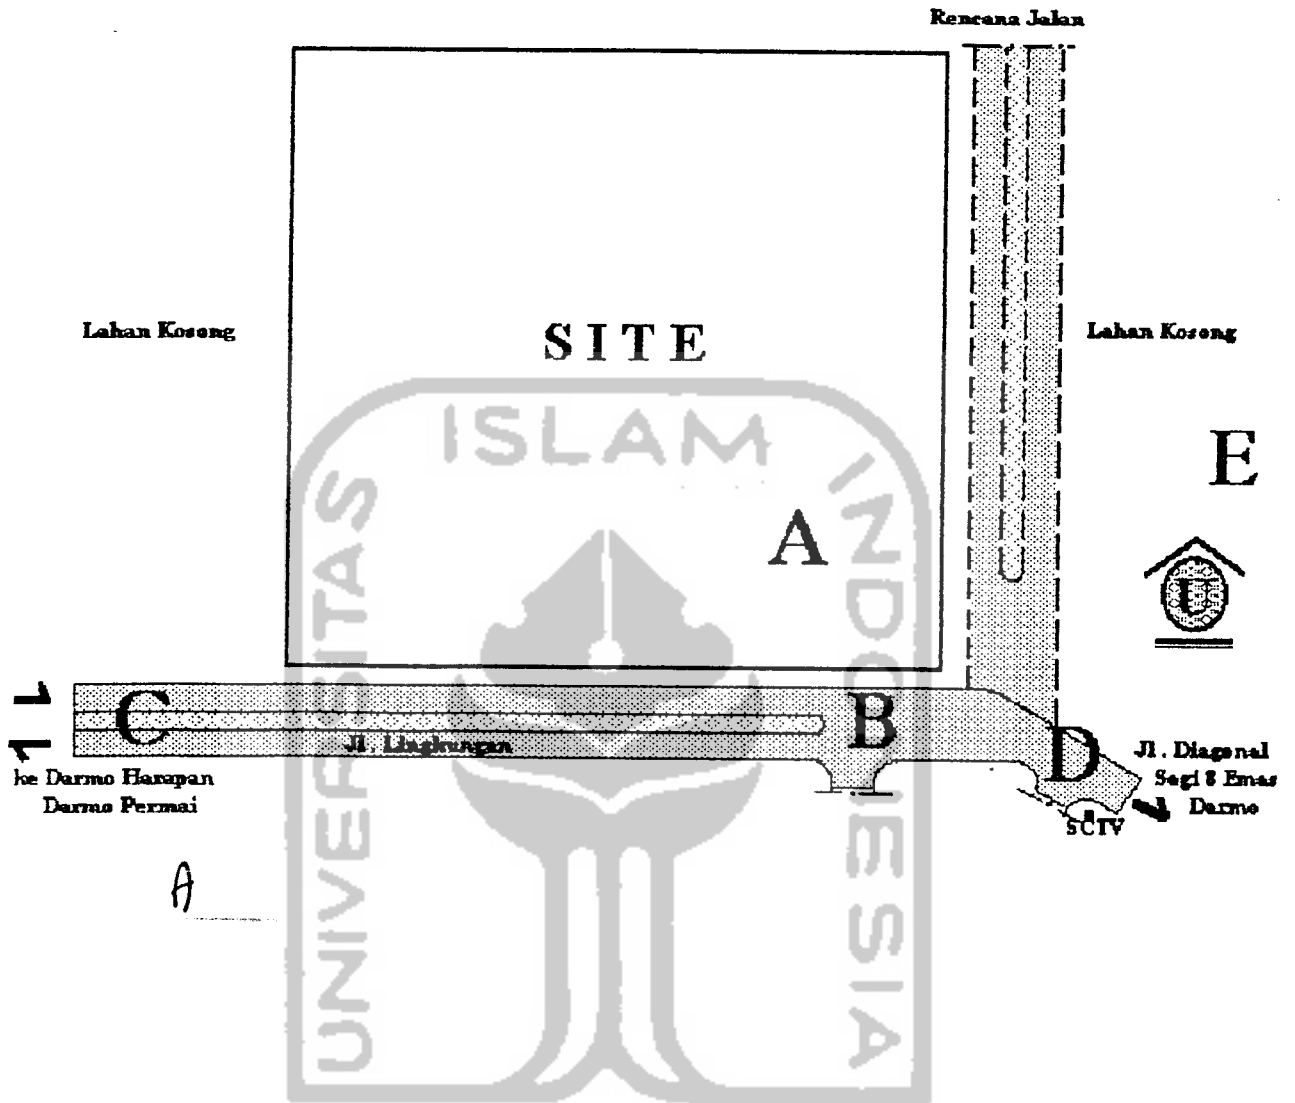 Rencana Jalan
Lahan Kosong
SITE
Lahan Kosong
ISLAM
UNIVERSITAS
INDONESIA
E
A
U
C
B
D
Jl. Lingkungan
ke Darmo Harapan
Darmo Permai
Jl. Diagonal
Segi 8 Emas
Darmo
SCTV
A